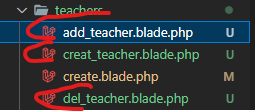 teachers
add_teacher.blade.php U
creat_teacher.blade.php U
create.blade.php M
del_teacher.blade.php U